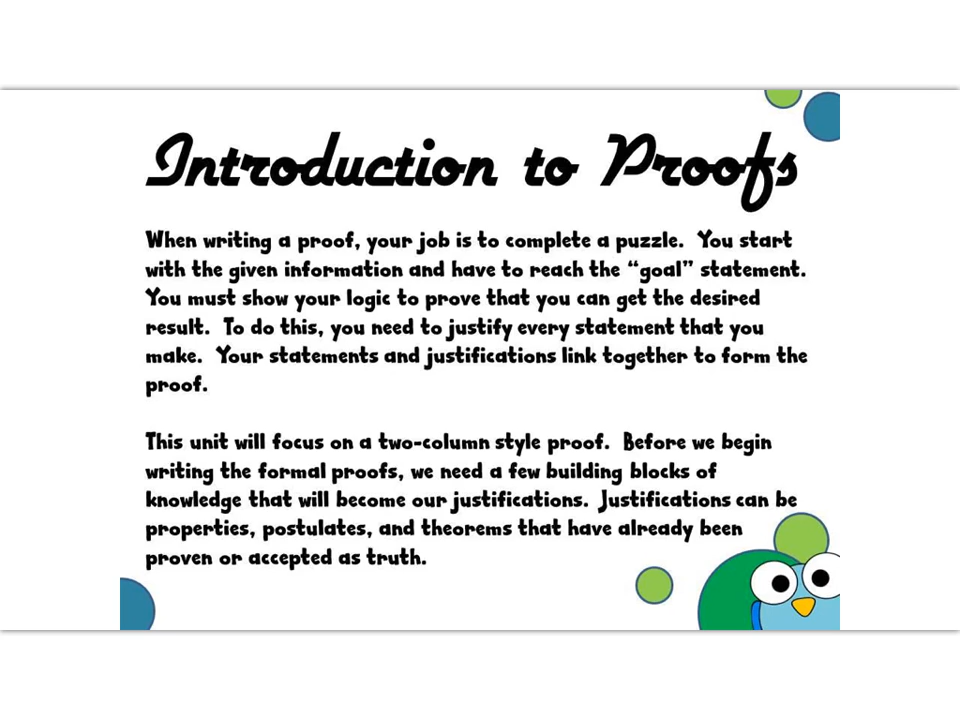 Introduction to Proofs
When writing a proof, your job is to complete a puzzle. You start
with the given information and have to reach the “goal” statement.
You must show your logic to prove that you can get the desired
result. To do this, you need to justify every statement that you
make. Your statements and justifications link together to form the
proof.
This unit will focus on a two-column style proof. Before we begin
writing the formal proofs, we need a few building blocks of
knowledge that will become our justifications. Justifications can be
properties, postulates, and theorems that have already been
proven or accepted as truth.